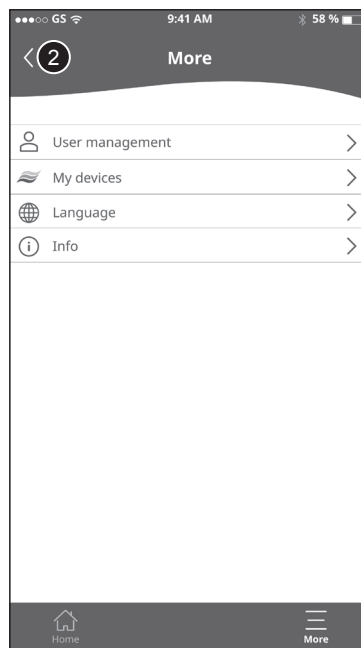 GS 9:41 AM 58 %
2 More
User management
My devices
Language
Info
Home More